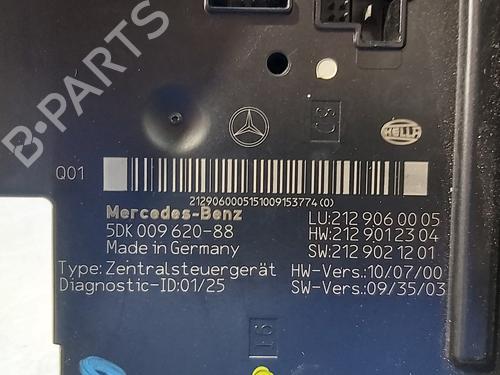 B-PARTS
HELLA
Q01
2129060005151009153774(0)
Mercedes-Benz
5DK 009 620-88
Made in Germany
LU:212 906 00 05
HW:212 901 23 04
SW:212 902 12 01
Type: Zentralsteuergerät
Diagnostic-ID:01/25
HW-Vers.:10/07/00
SW-Vers.:09/35/03